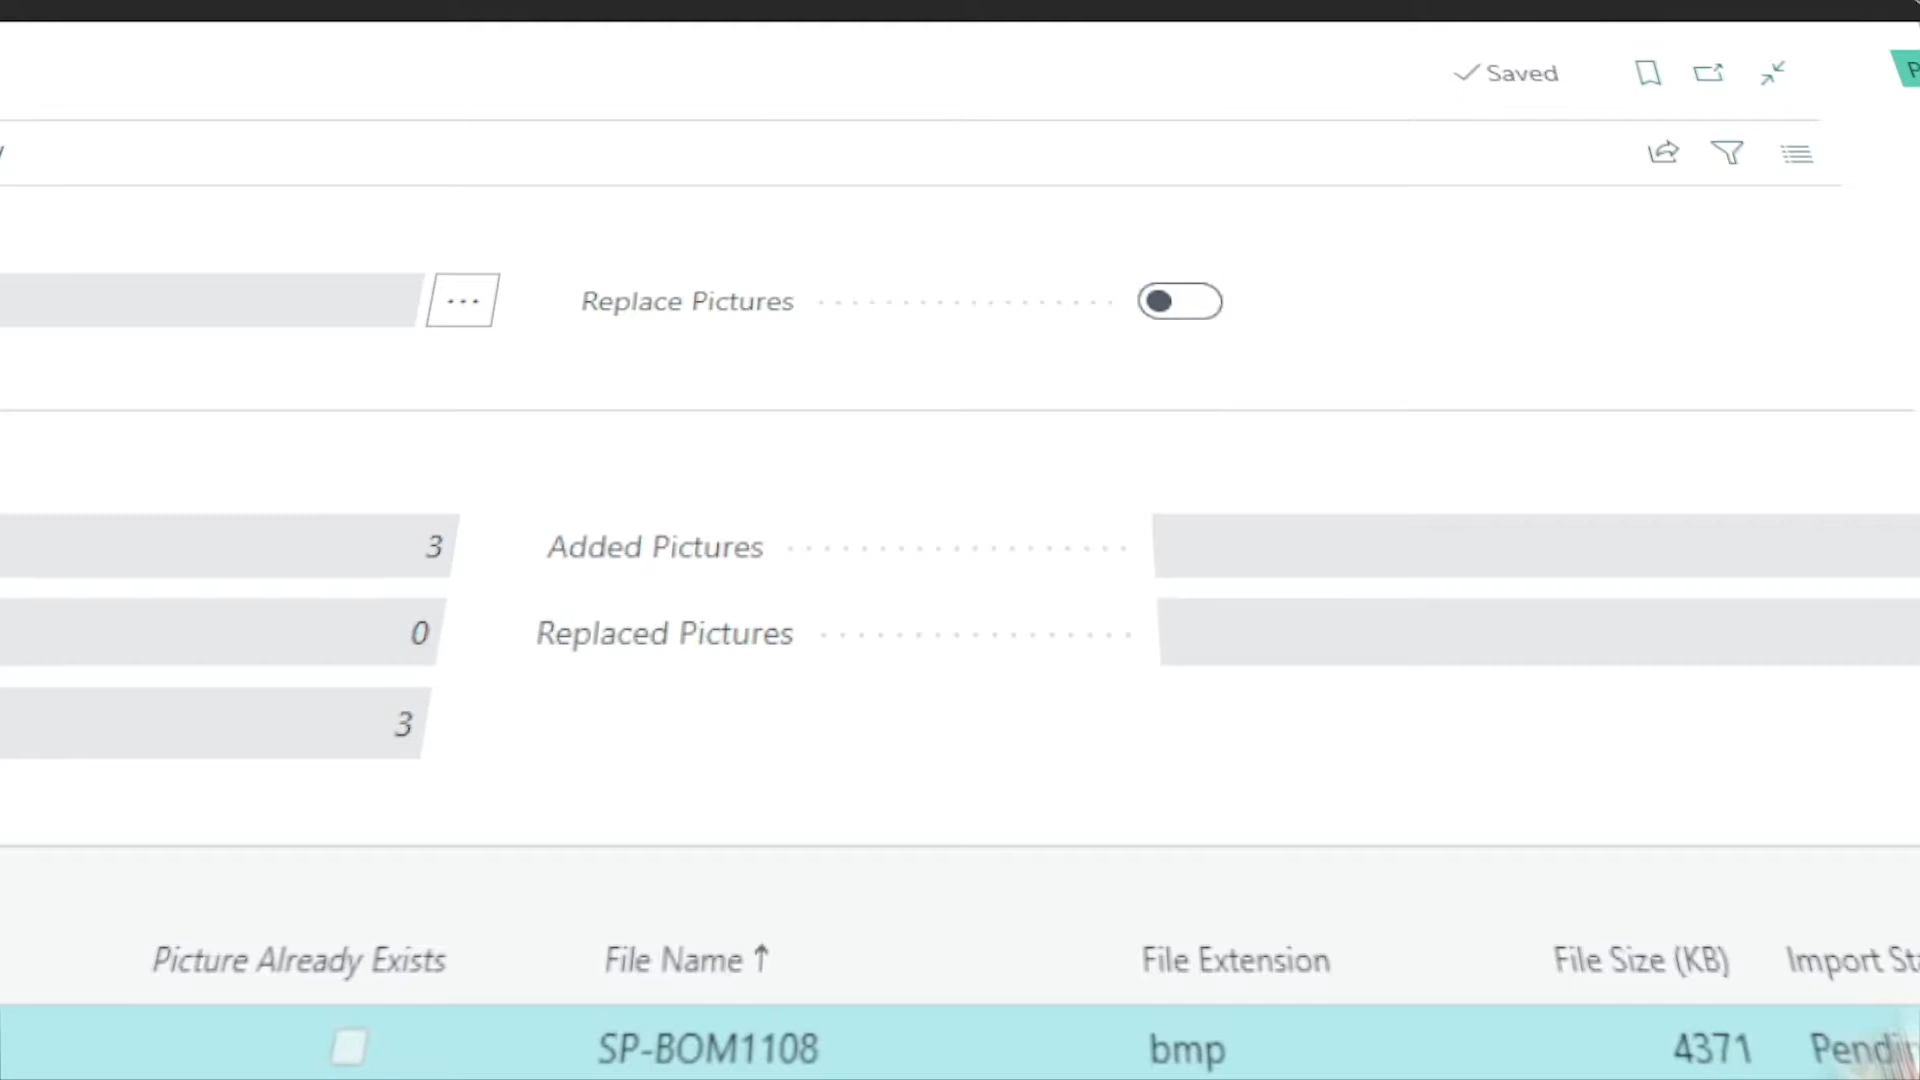 Saved
Replace Pictures
3 Added Pictures
0 Replaced Pictures
3
Picture Already Exists File Name ↑ File Extension File Size (KB) Import
SP-BOM1108 bmp 4371